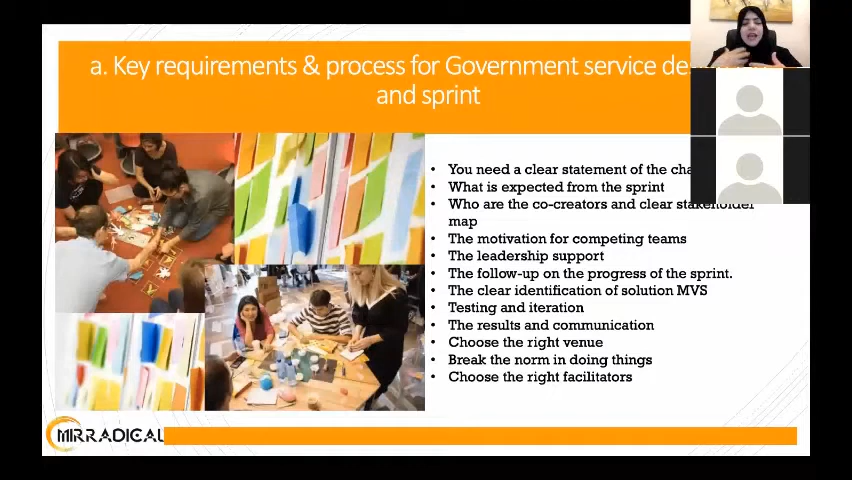 a. Key requirements & process for Government service de
and sprint
• You need a clear statement of the cha
• What is expected from the sprint
• Who are the co-creators and clear stakeholder
map
• The motivation for competing teams
• The leadership support
• The follow-up on the progress of the sprint.
• The clear identification of solution MVS
• Testing and iteration
• The results and communication
• Choose the right venue
• Break the norm in doing things
• Choose the right facilitators
MIRRADICAL